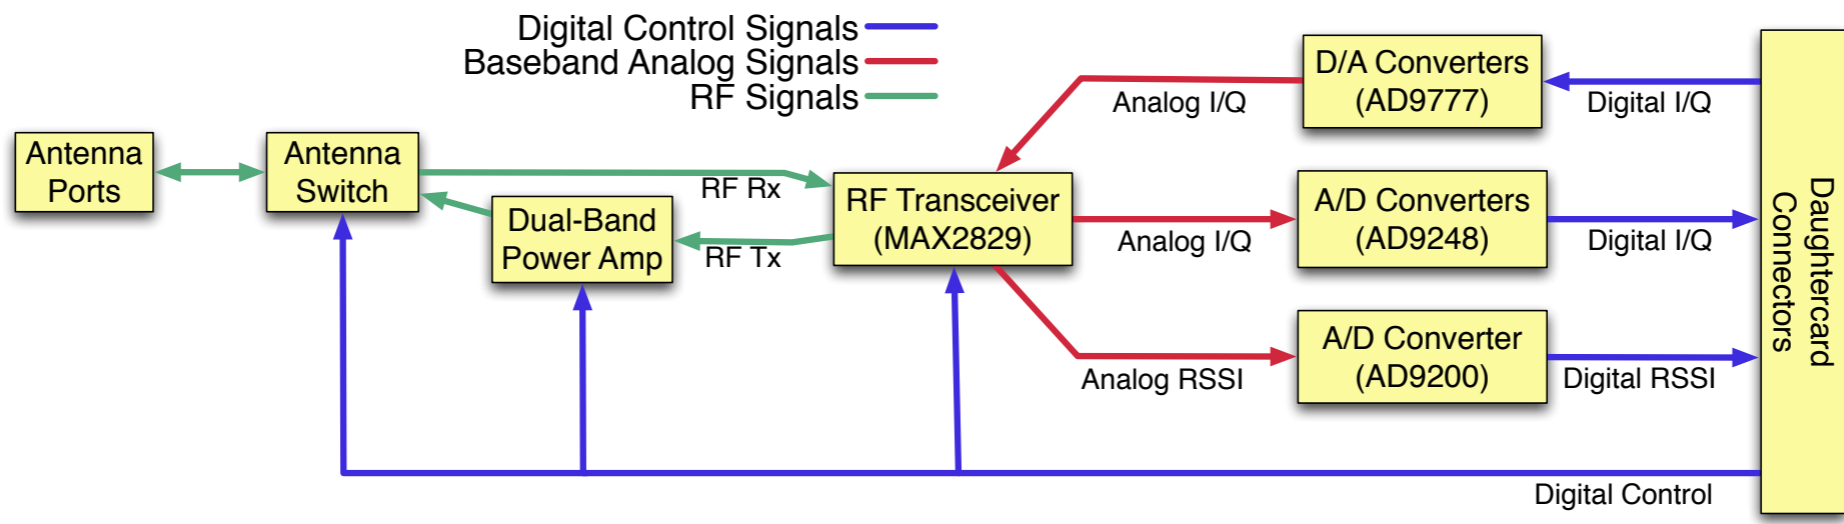 Digital Control Signals
Baseband Analog Signals
RF Signals
Antenna
Ports
Antenna
Switch
RF Rx
Dual-Band
Power Amp
RF Tx
RF Transceiver
(MAX2829)
Analog I/Q
D/A Converters
(AD9777)
Digital I/Q
Analog I/Q
A/D Converters
(AD9248)
Digital I/Q
Analog RSSI
A/D Converter
(AD9200)
Digital RSSI
Daughtercard
Connectors
Digital Control